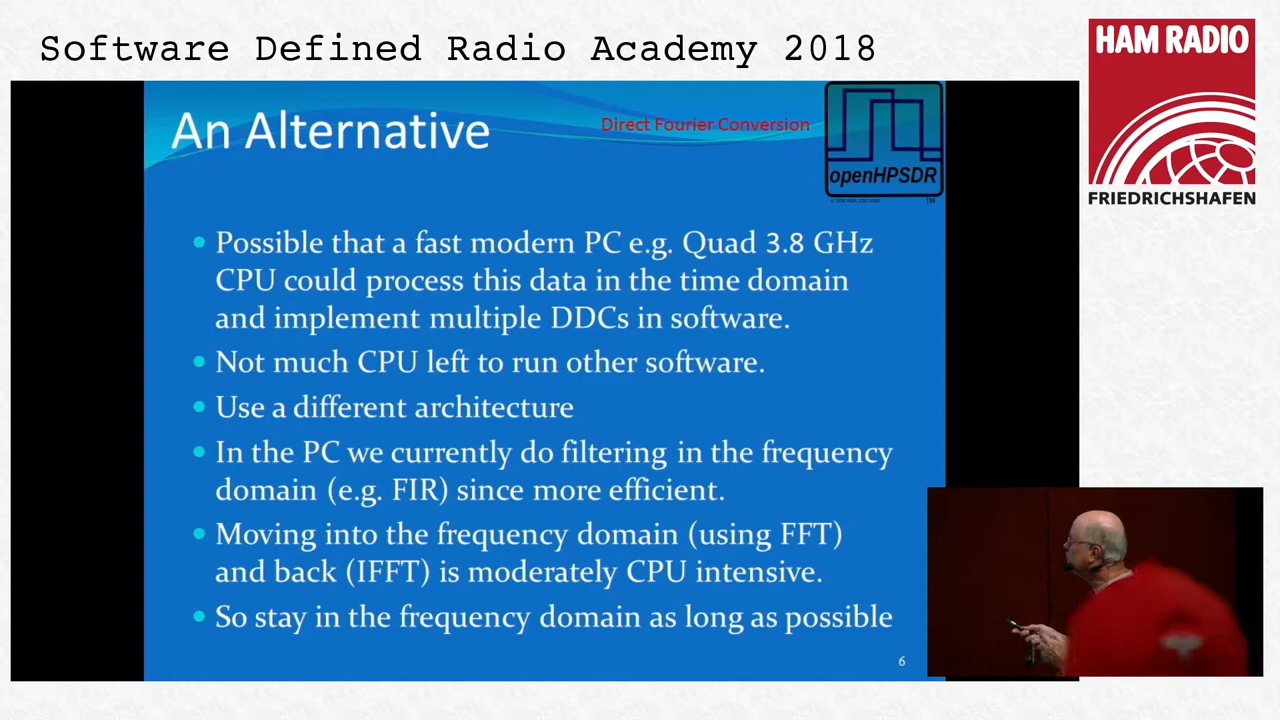 Software Defined Radio Academy 2018
HAM RADIO
FRIEDRICHSHAFEN
An Alternative
Direct Fourier Conversion
openHPSDR
TM
• Possible that a fast modern PC e.g. Quad 3.8 GHz
CPU could process this data in the time domain
and implement multiple DDCs in software.
• Not much CPU left to run other software.
• Use a different architecture
• In the PC we currently do filtering in the frequency
domain (e.g. FIR) since more efficient.
• Moving into the frequency domain (using FFT)
and back (IFFT) is moderately CPU intensive.
• So stay in the frequency domain as long as possible
6